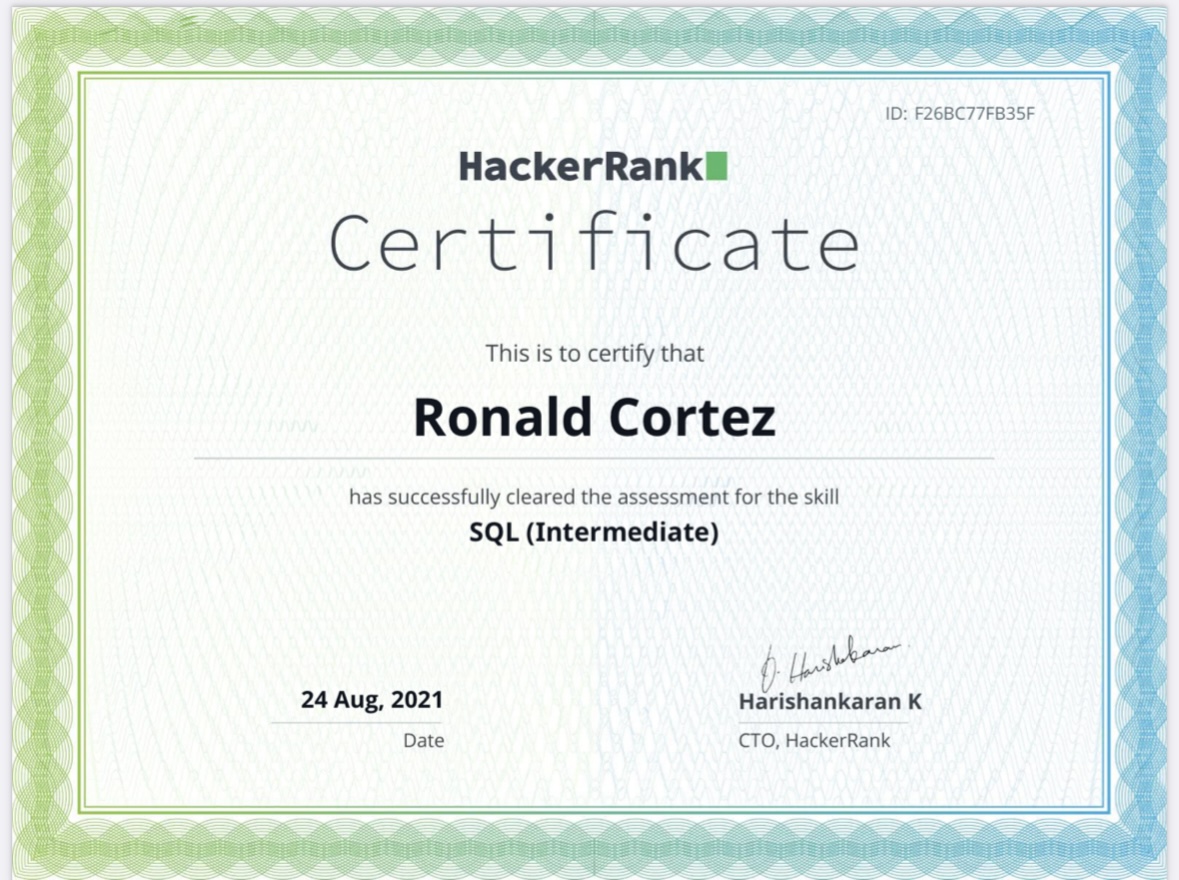 ID: F26BC77FB35F
HackerRank
Certificate
This is to certify that
Ronald Cortez
has successfully cleared the assessment for the skill
SQL (Intermediate)
24 Aug, 2021
Date
Harishankaran K
CTO, HackerRank